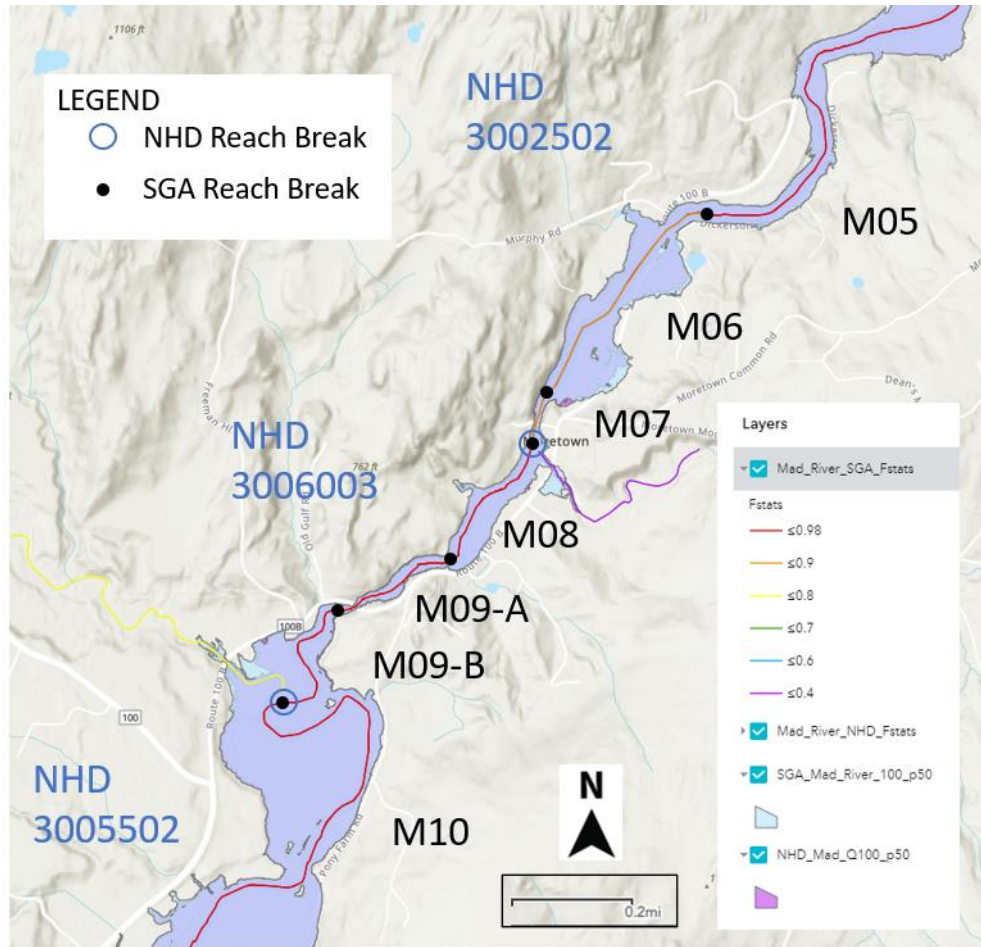 1106 ft
LEGEND
NHD Reach Break
SGA Reach Break
NHD
3002502
Dickerson
Route 100 B
Dickerson
M05
Murphy Rd
M06
Moretown Common Rd
M07
Freeman Hl
NHD
3006003
762 ft
Old Gulf Rd
M08
Route 100 B
M09-A
100B
M09-B
Route 100 B
100
NHD
3005502
M10
Pony Farm Rd
N
0.2mi
Layers
Mad_River_SGA_Fstats
Fstats
≤0.98
≤0.9
≤0.8
≤0.7
≤0.6
≤0.4
Mad_River_NHD_Fstats
SGA_Mad_River_100_p50
NHD_Mad_Q100_p50